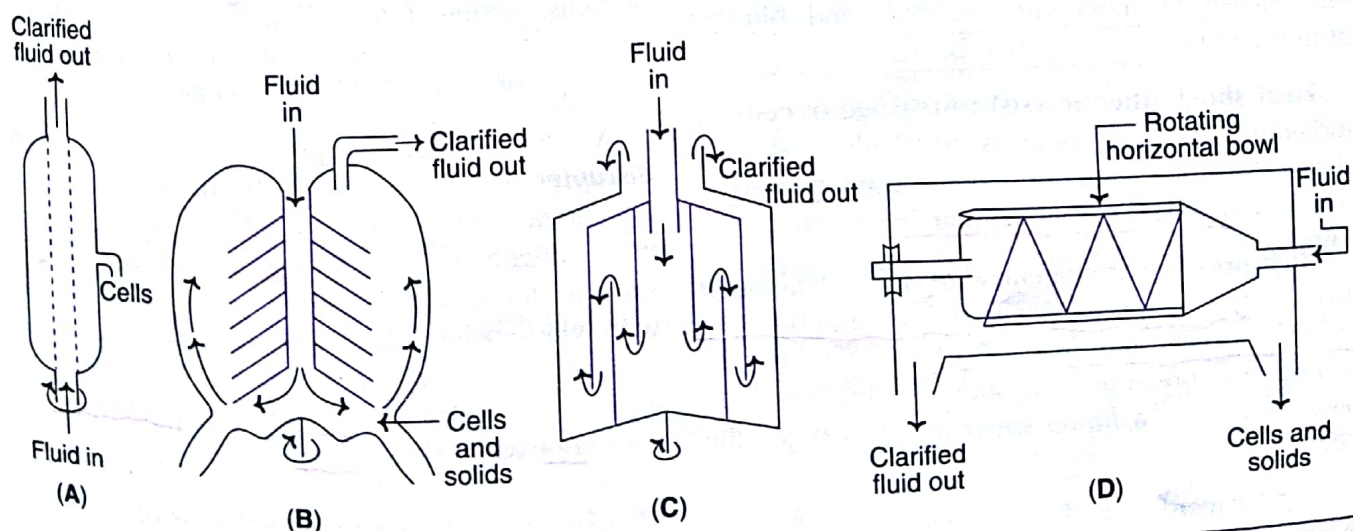 Clarified
fluid out
Cells
Fluid in
(A)
Fluid
in
Clarified
fluid out
Cells
and
solids
(B)
Fluid
in
Clarified
fluid out
(C)
Rotating
horizontal bowl
Fluid
in
Clarified
fluid out
Cells and
solids
(D)